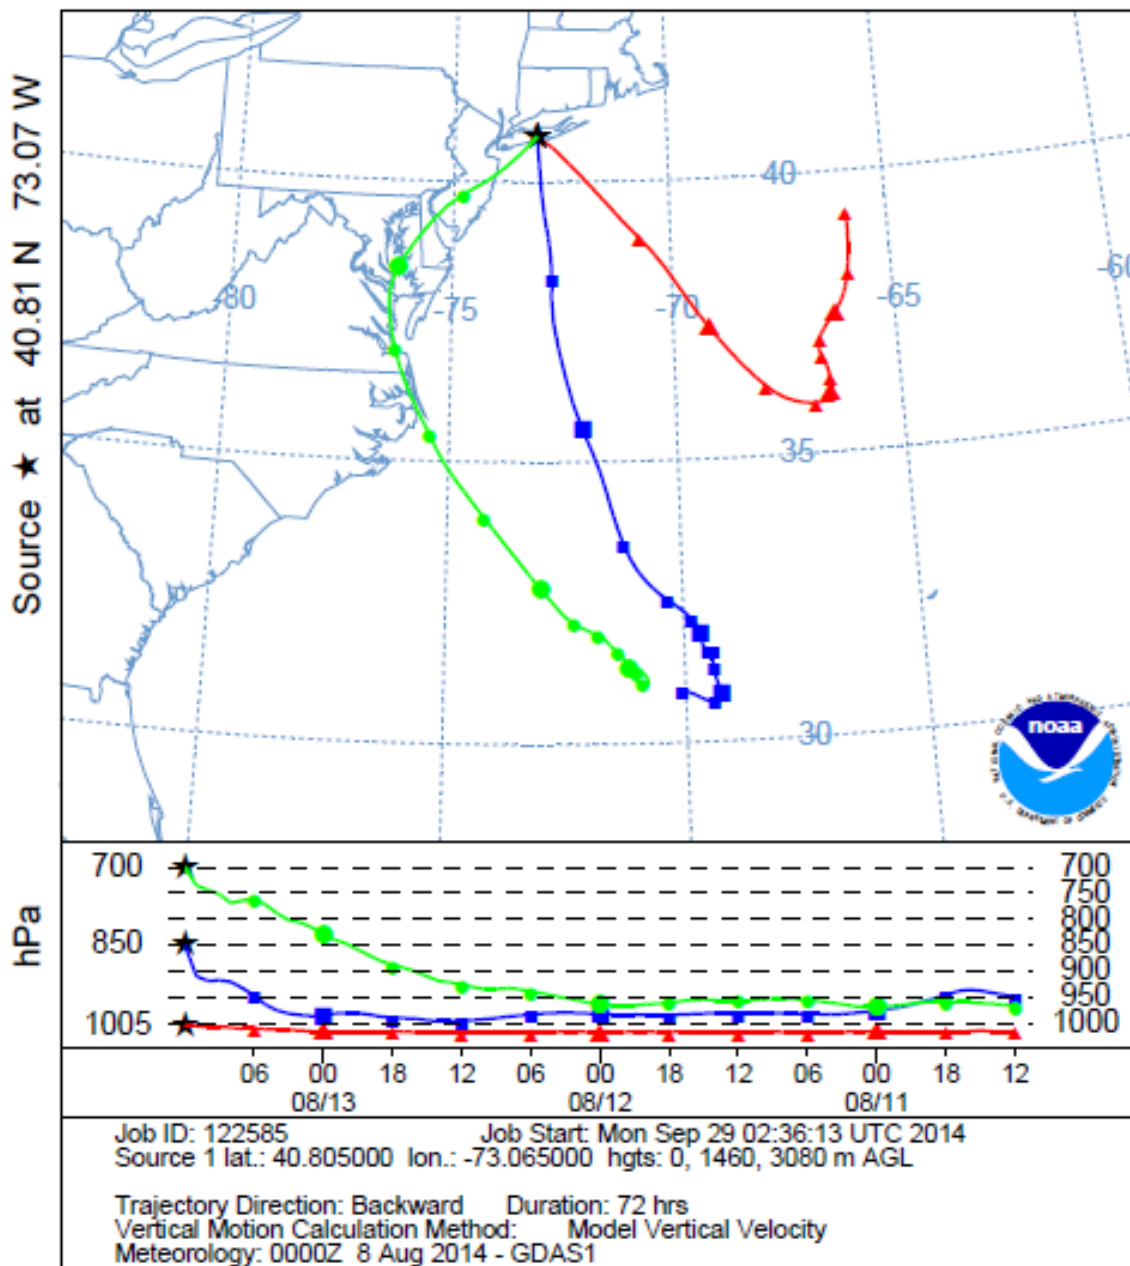 Source ★ at 40.81 N 73.07 W
40
-80
-75
-70
-65
-60
35
30
noaa
hPa
700
850
1005
700
750
800
850
900
950
1000
06 00 18 12 06 00 18 12 06 00 18 12
08/13 08/12 08/11
Job ID: 122585 Job Start: Mon Sep 29 02:36:13 UTC 2014
Source 1 lat.: 40.805000 lon.: -73.065000 hgts: 0, 1460, 3080 m AGL
Trajectory Direction: Backward Duration: 72 hrs
Vertical Motion Calculation Method: Model Vertical Velocity
Meteorology: 0000Z 8 Aug 2014 - GDAS1